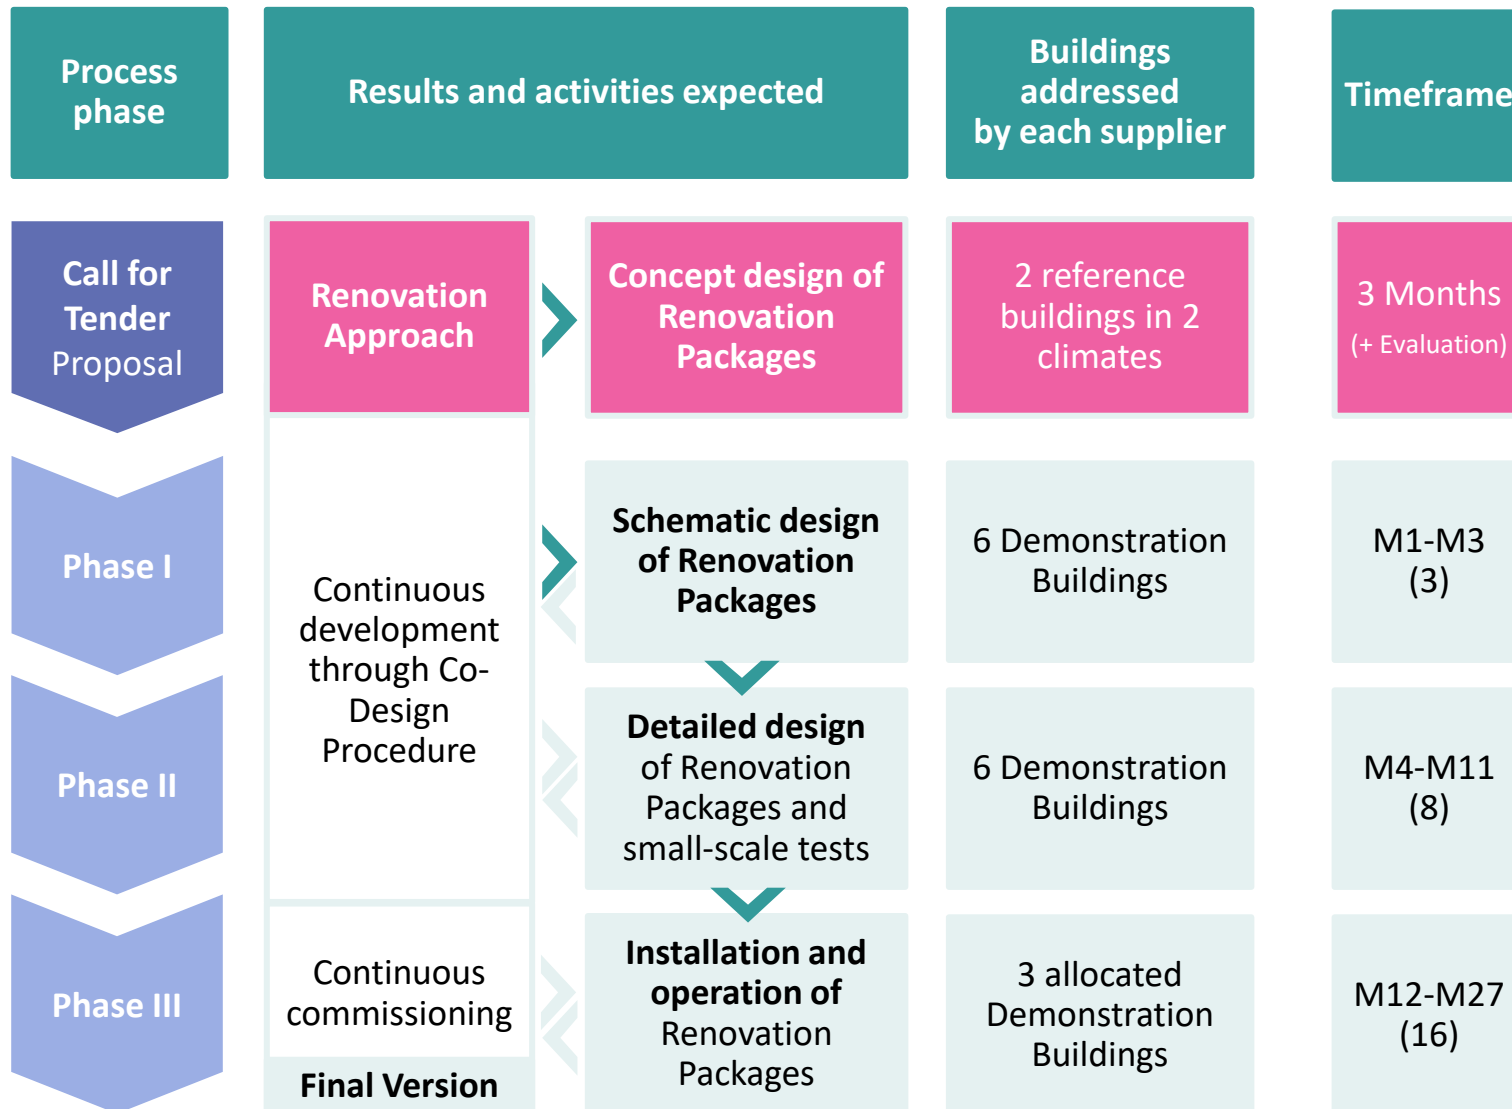 Process
phase
Results and activities expected
Buildings
addressed
by each supplier
Timeframe
Call for
Tender
Proposal
Renovation
Approach
Concept design of
Renovation
Packages
2 reference
buildings in 2
climates
3 Months
(+ Evaluation)
Phase I
Continuous
development
through Co-
Design
Procedure
Schematic design
of Renovation
Packages
6 Demonstration
Buildings
M1-M3
(3)
Phase II
Detailed design
of Renovation
Packages and
small-scale tests
6 Demonstration
Buildings
M4-M11
(8)
Phase III
Continuous
commissioning
Final Version
Installation and
operation of
Renovation
Packages
3 allocated
Demonstration
Buildings
M12-M27
(16)